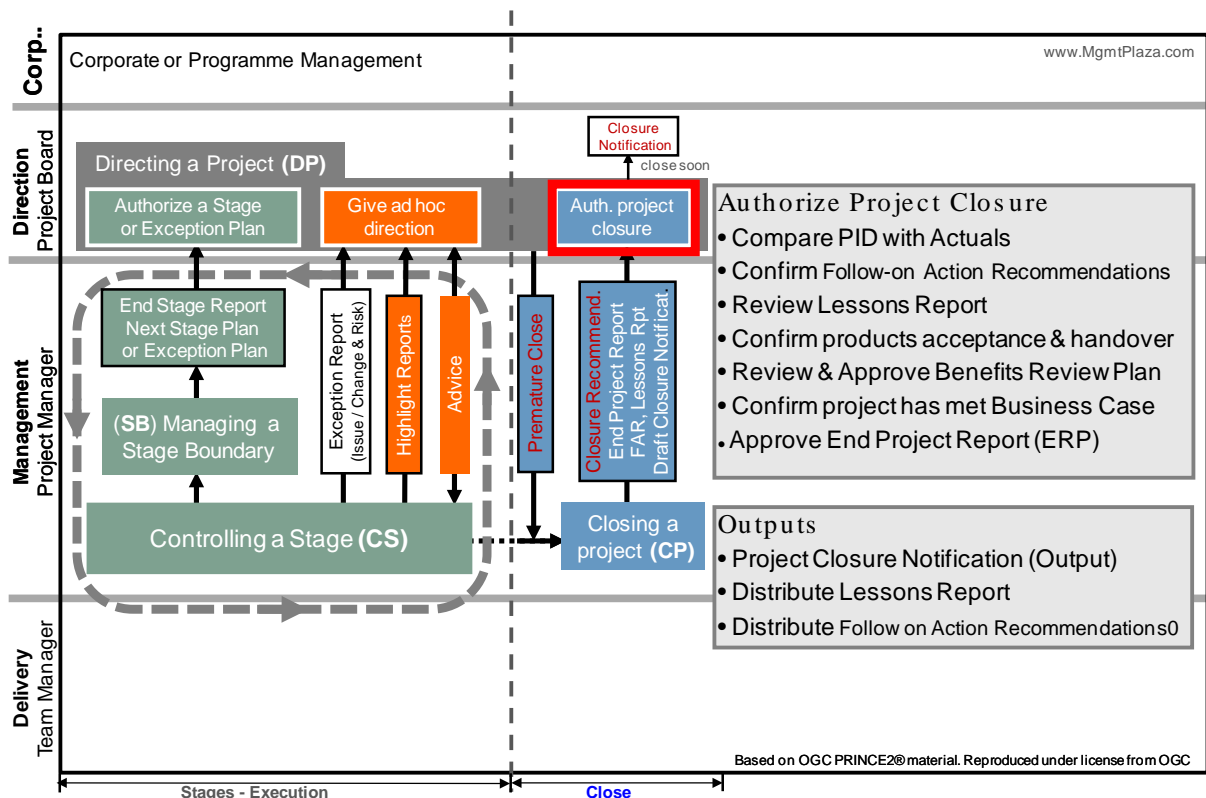 Corp..
Corporate or Programme Management
www.MgmtPlaza.com
Direction
Project Board
Closure
Notification
close soon
Directing a Project (DP)
Authorize a Stage
or Exception Plan
Give ad hoc
direction
Auth. project
closure
Management
Project Manager
End Stage Report
Next Stage Plan
or Exception Plan
(SB) Managing a
Stage Boundary
Exception Report
(Issue / Change & Risk)
Highlight Reports
Advice
Premature Close
Closure Recommend.
End Project Report
FAR, Lessons Rpt
Draft Closure Notificat.
Controlling a Stage (CS)
Closing a
project (CP)
Authorize Project Closure
• Compare PID with Actuals
• Confirm Follow-on Action Recommendations
• Review Lessons Report
• Confirm products acceptance & handover
• Review & Approve Benefits Review Plan
• Confirm project has met Business Case
• Approve End Project Report (ERP)
Outputs
• Project Closure Notification (Output)
• Distribute Lessons Report
• Distribute Follow on Action Recommendations0
Delivery
Team Manager
Based on OGC PRINCE2® material. Reproduced under license from OGC
Stages - Execution
Close